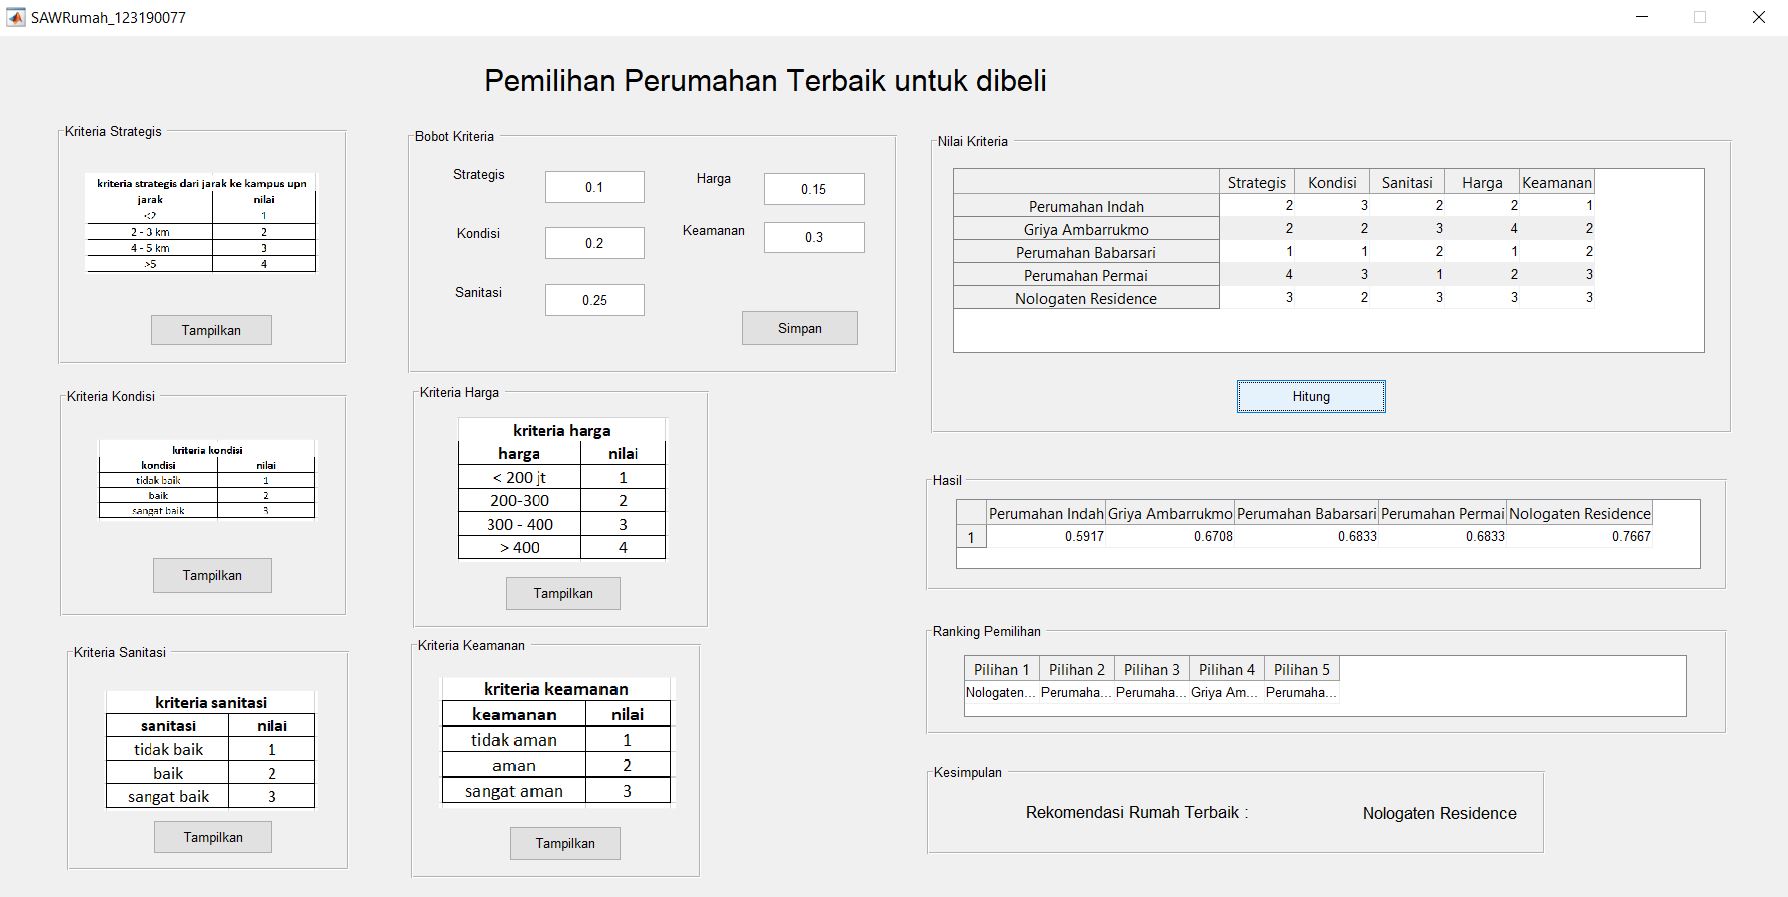 SAWRumah_123190077
Pemilihan Perumahan Terbaik untuk dibeli
Kriteria Strategis
kriteria strategis dari jarak ke kampus upn
jarak nilai
<2 1
2 - 3 km 2
4 - 5 km 3
>5 4
Tampilkan
Kriteria Kondisi
kriteria kondisi
kondisi nilai
tidak baik 1
baik 2
sangat baik 3
Tampilkan
Kriteria Sanitasi
kriteria sanitasi
sanitasi nilai
tidak baik 1
baik 2
sangat baik 3
Tampilkan
Bobot Kriteria
Strategis 0.1 Harga 0.15
Kondisi 0.2 Keamanan 0.3
Sanitasi 0.25
Simpan
Kriteria Harga
kriteria harga
harga nilai
< 200 jt 1
200-300 2
300 - 400 3
> 400 4
Tampilkan
Kriteria Keamanan
kriteria keamanan
keamanan nilai
tidak aman 1
aman 2
sangat aman 3
Tampilkan
Nilai Kriteria
Strategis Kondisi Sanitasi Harga Keamanan
Perumahan Indah 2 3 2 2 1
Griya Ambarrukmo 2 2 3 4 2
Perumahan Babarsari 1 1 2 1 2
Perumahan Permai 4 3 1 2 3
Nologaten Residence 3 2 3 3 3
Hitung
Hasil
Perumahan Indah Griya Ambarrukmo Perumahan Babarsari Perumahan Permai Nologaten Residence
1 0.5917 0.6708 0.6833 0.6833 0.7667
Ranking Pemilihan
Pilihan 1 Pilihan 2 Pilihan 3 Pilihan 4 Pilihan 5
Nologaten... Perumaha... Perumaha... Griya Am... Perumaha...
Kesimpulan
Rekomendasi Rumah Terbaik : Nologaten Residence